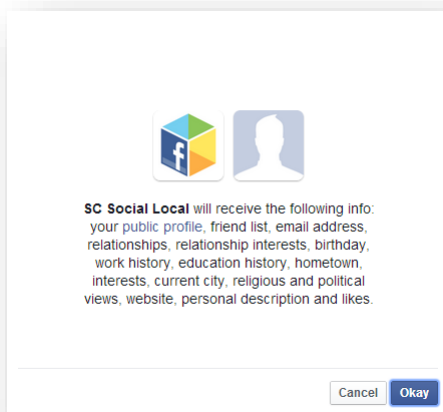 SC Social Local will receive the following info:
your public profile, friend list, email address,
relationships, relationship interests, birthday,
work history, education history, hometown,
interests, current city, religious and political
views, website, personal description and likes.
Cancel Okay